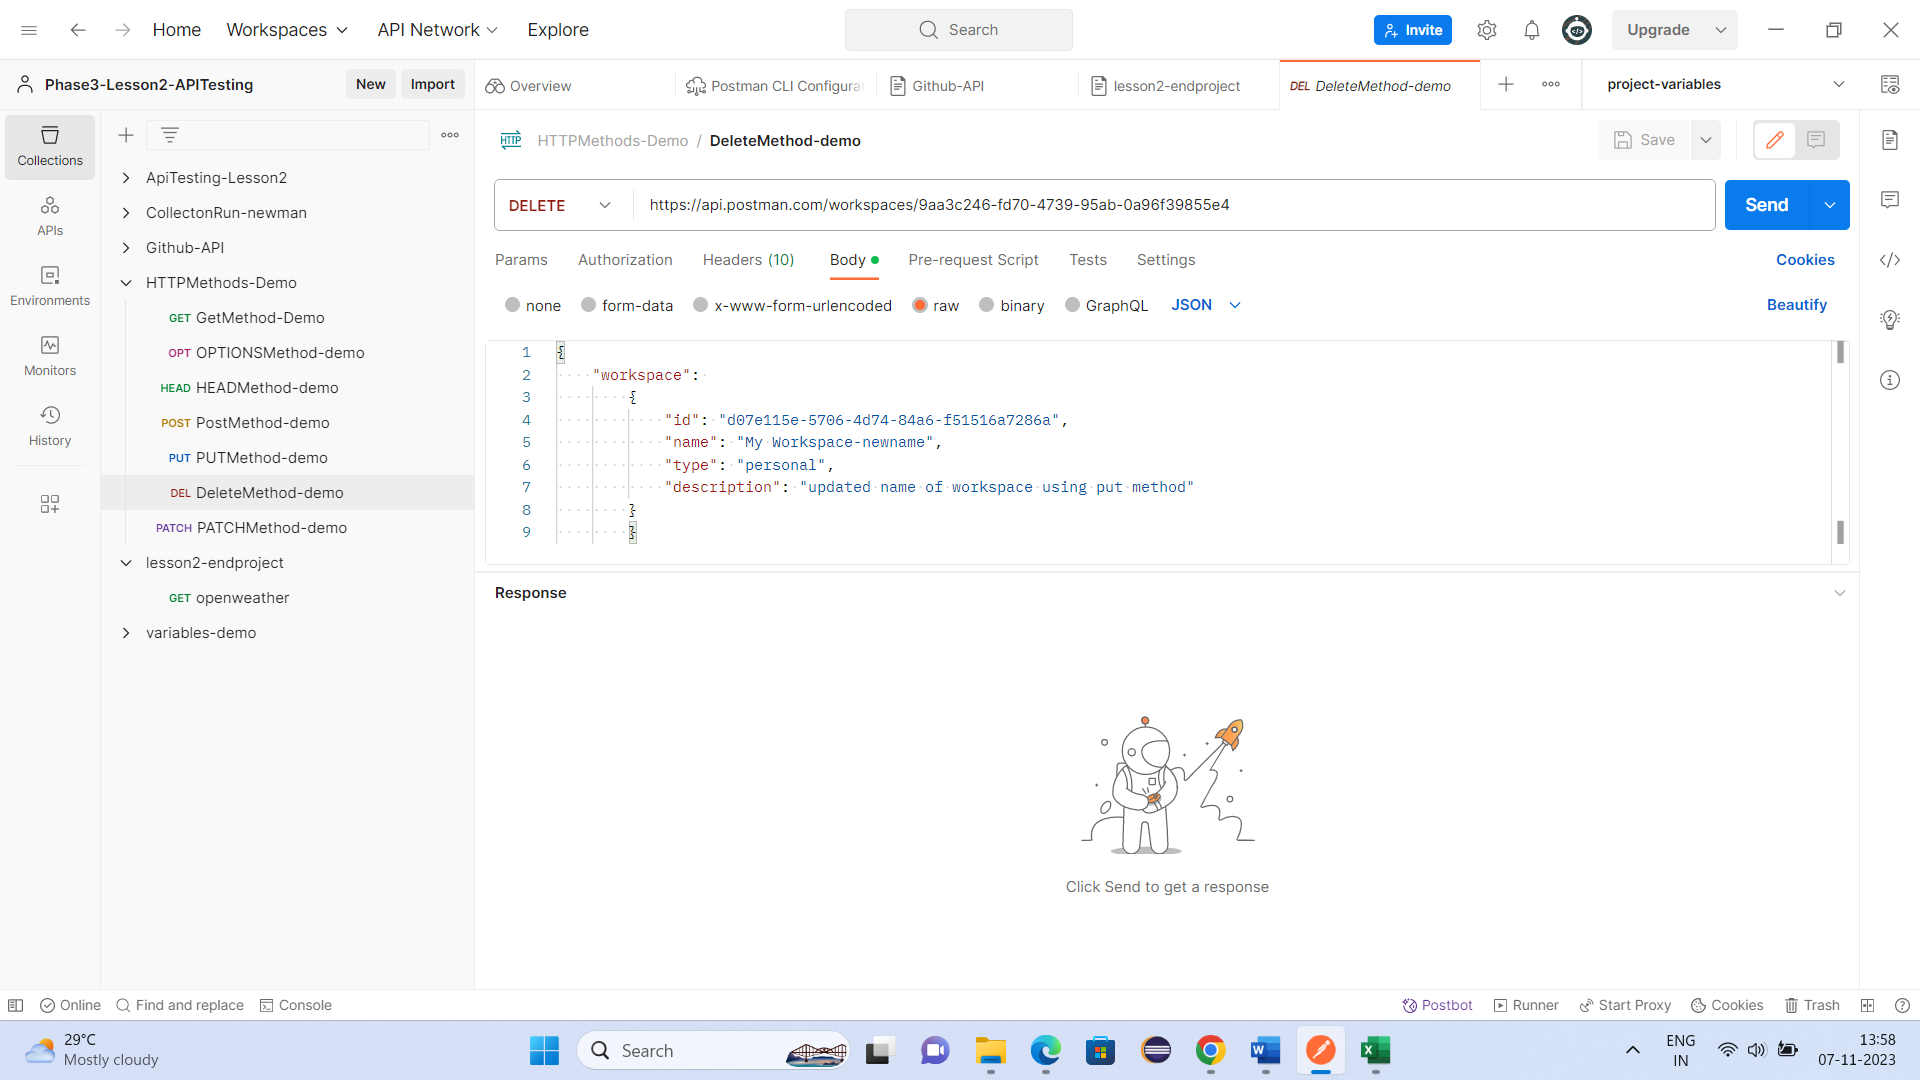 Home
Workspaces
API Network
Explore
Search
Invite
Upgrade
Phase3-Lesson2-APITesting
New
Import
Overview
Postman CLI Configura
Github-API
lesson2-endproject
DEL DeleteMethod-demo
project-variables
Collections
APIs
Environments
Monitors
History
ApiTesting-Lesson2
CollectonRun-newman
Github-API
HTTPMethods-Demo
GET GetMethod-Demo
OPT OPTIONSMethod-demo
HEAD HEADMethod-demo
POST PostMethod-demo
PUT PUTMethod-demo
DEL DeleteMethod-demo
PATCH PATCHMethod-demo
lesson2-endproject
GET openweather
variables-demo
HTTP HTTPMethods-Demo / DeleteMethod-demo
Save
DELETE
https://api.postman.com/workspaces/9aa3c246-fd70-4739-95ab-0a96f39855e4
Send
Params
Authorization
Headers (10)
Body
Pre-request Script
Tests
Settings
Cookies
none
form-data
x-www-form-urlencoded
raw
binary
GraphQL
JSON
Beautify
1 {
2 "workspace":
3 {
4 "id": "d07e115e-5706-4d74-84a6-f51516a7286a",
5 "name": "My Workspace-newname",
6 "type": "personal",
7 "description": "updated name of workspace using put method"
8 }
9 }
Response
Click Send to get a response
Online
Find and replace
Console
Postbot
Runner
Start Proxy
Cookies
Trash
29°C
Mostly cloudy
Search
ENG
IN
13:58
07-11-2023